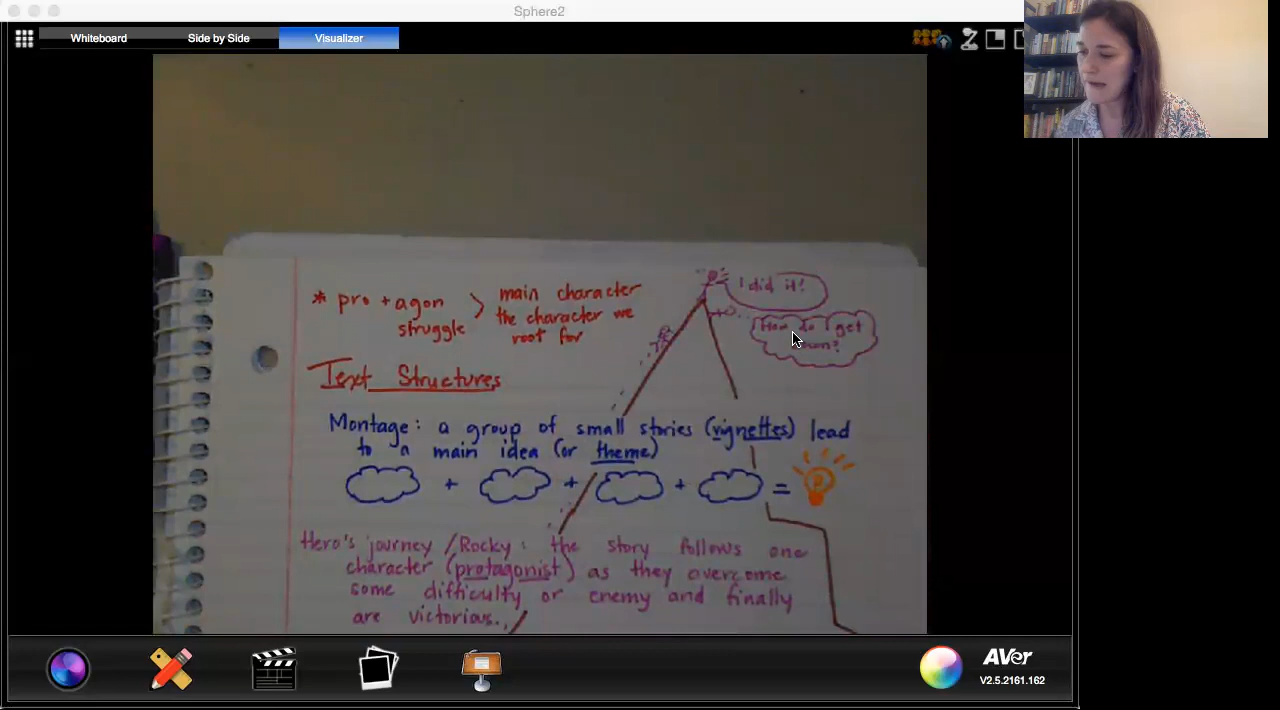 Sphere2
Whiteboard
Side by Side
Visualizer
* pro + agon
struggle
main character
the character we
root for
I did it!
How do I get
Text Structures
Montage: a group of small stories (vignettes) lead
to a main idea (or theme)
+ + + =
Hero's journey / Rocky: the story follows one
character (protagonist) as they overcome
some difficulty or enemy and finally
are victorious.
AVer
V2.5.2161.162